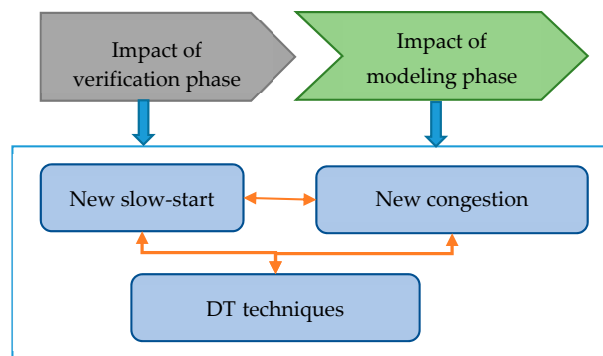 Impact of
verification phase
Impact of
modeling phase
New slow-start
New congestion
DT techniques